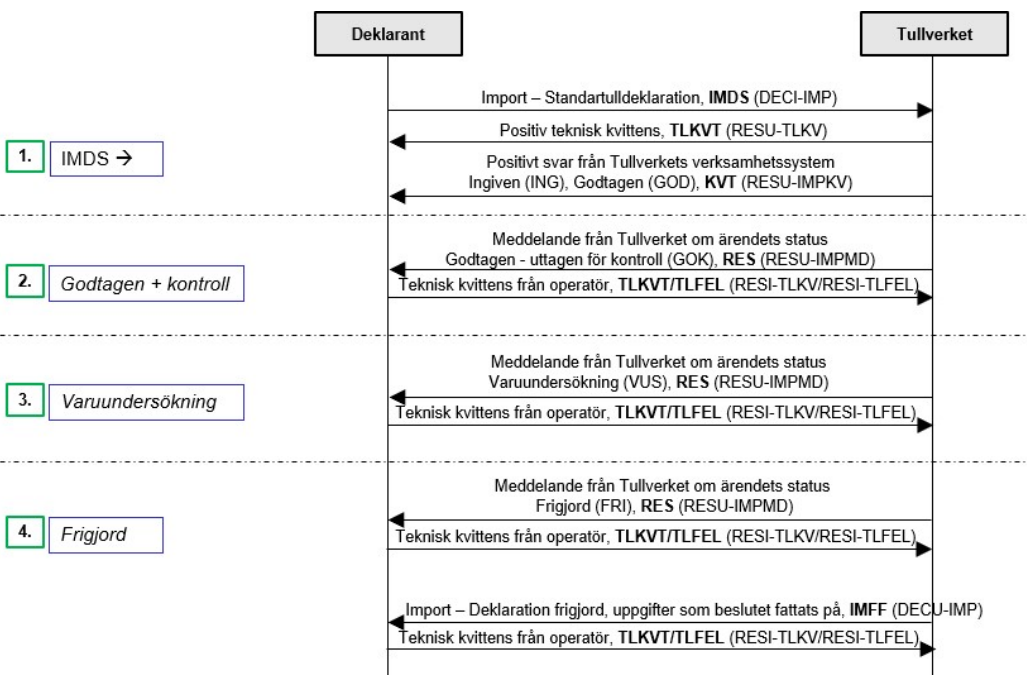 Deklarant
Tullverket
Import – Standartulldeklaration, IMDS (DECI-IMP)
Positiv teknisk kvittens, TLKVT (RESU-TLKV)
1.
IMDS →
Positivt svar från Tullverkets verksamhetssystem
Ingiven (ING), Godtagen (GOD), KVT (RESU-IMPKV)
Meddelande från Tullverket om ärendets status
Godtagen - uttagen för kontroll (GOK), RES (RESU-IMPMD)
2.
Godtagen + kontroll
Teknisk kvittens från operatör, TLKVT/TLFEL (RESI-TLKV/RESI-TLFEL)
Meddelande från Tullverket om ärendets status
Varuundersökning (VUS), RES (RESU-IMPMD)
3.
Varuundersökning
Teknisk kvittens från operatör, TLKVT/TLFEL (RESI-TLKV/RESI-TLFEL)
Meddelande från Tullverket om ärendets status
Frigjord (FRI), RES (RESU-IMPMD)
4.
Frigjord
Teknisk kvittens från operatör, TLKVT/TLFEL (RESI-TLKV/RESI-TLFEL)
Import – Deklaration frigjord, uppgifter som beslutet fattats på, IMFF (DECU-IMP)
Teknisk kvittens från operatör, TLKVT/TLFEL (RESI-TLKV/RESI-TLFEL)